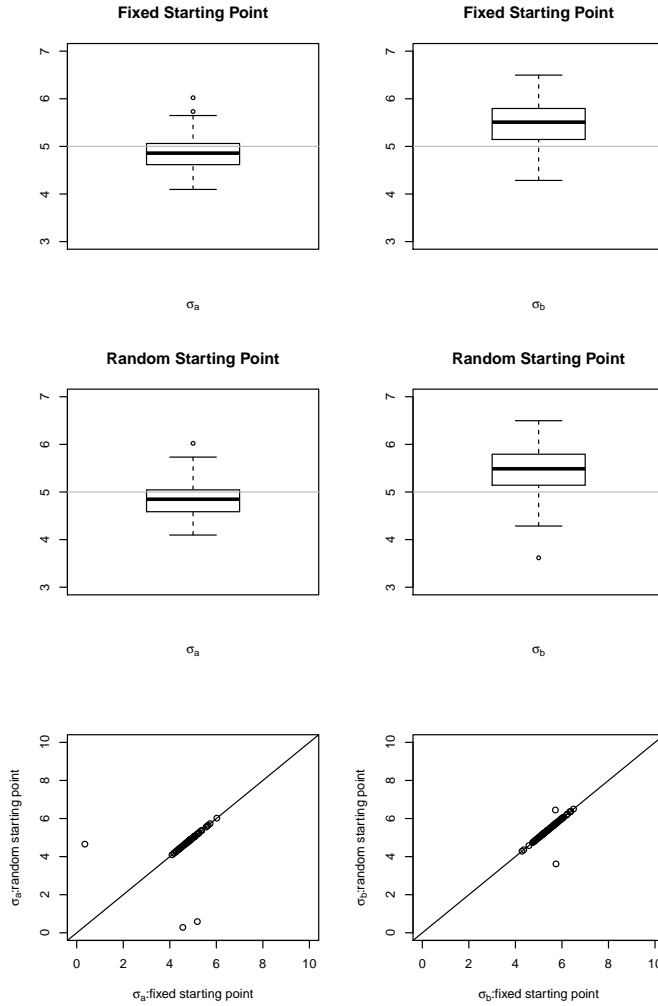 Fixed Starting Point
7
6
5
4
3
σa
Fixed Starting Point
7
6
5
4
3
σb
Random Starting Point
7
6
5
4
3
σa
Random Starting Point
7
6
5
4
3
σb
10
8
6
4
2
0
σa:random starting point
0 2 4 6 8 10
σa:fixed starting point
10
8
6
4
2
0
σb:random starting point
0 2 4 6 8 10
σb:fixed starting point